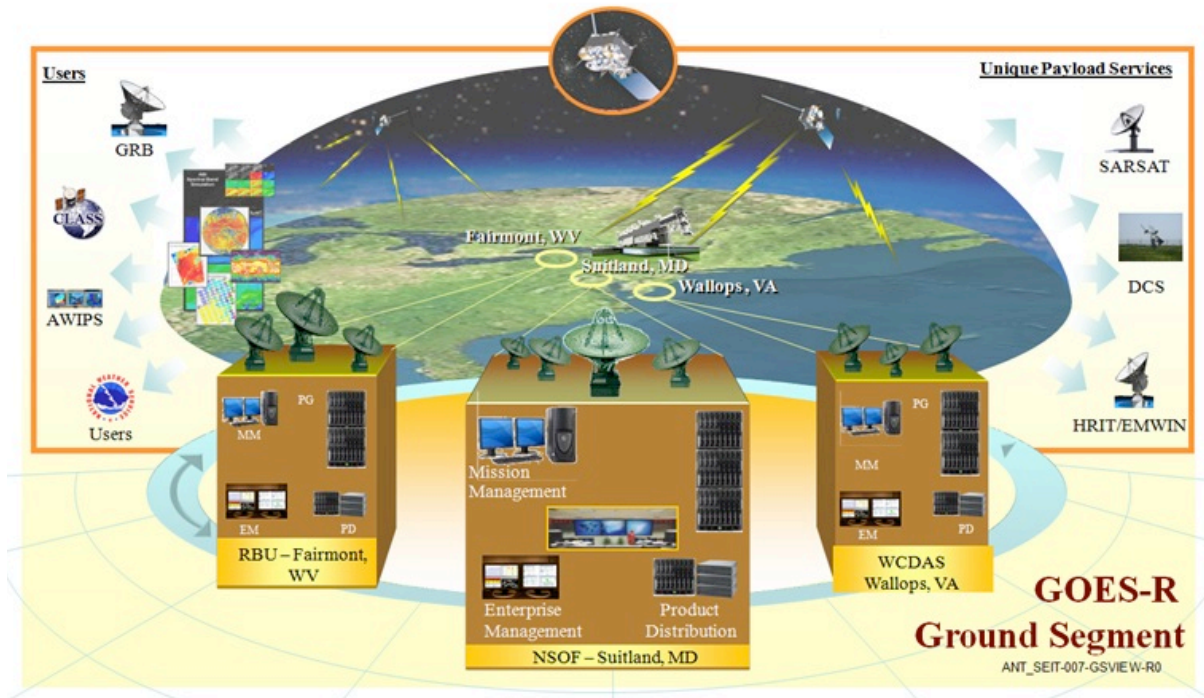 Users
Unique Payload Services
GRB
CLASS
AWIPS
Users
SARSAT
DCS
HRIT/EMWIN
Fairmont, WV
Suitland, MD
Wallops, VA
PG
MM
EM
PD
RBU – Fairmont,
WV
Mission
Management
Enterprise
Management
Product
Distribution
NSOF – Suitland, MD
PG
MM
EM
PD
WCDAS
Wallops, VA
GOES-R
Ground Segment
ANT_SEIT-007-GSVIEW-R0